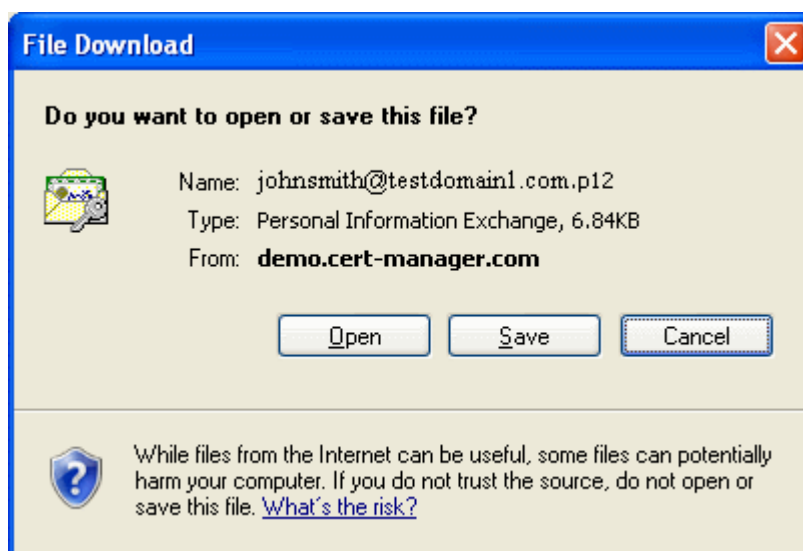 File Download
Do you want to open or save this file?
Name: johnsmith@testdomain1.com.p12
Type: Personal Information Exchange, 6.84KB
From: demo.cert-manager.com
Open Save Cancel
While files from the Internet can be useful, some files can potentially
harm your computer. If you do not trust the source, do not open or
save this file. What's the risk?